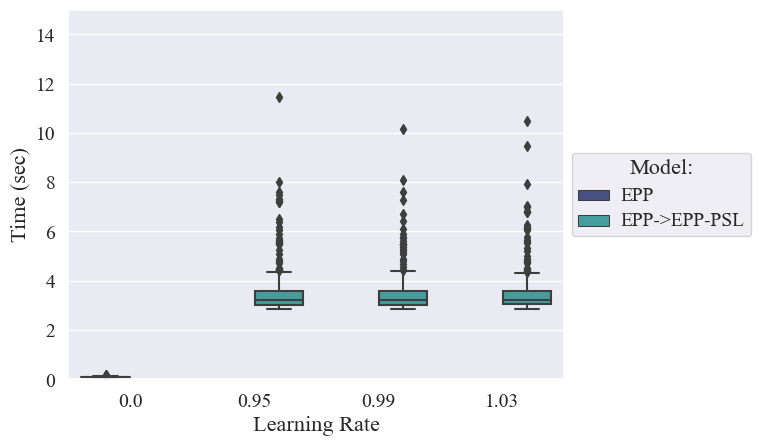 14
12
10
8
6
4
2
0
Time (sec)
0.0 0.95 0.99 1.03
Learning Rate
Model:
EPP
EPP->EPP-PSL